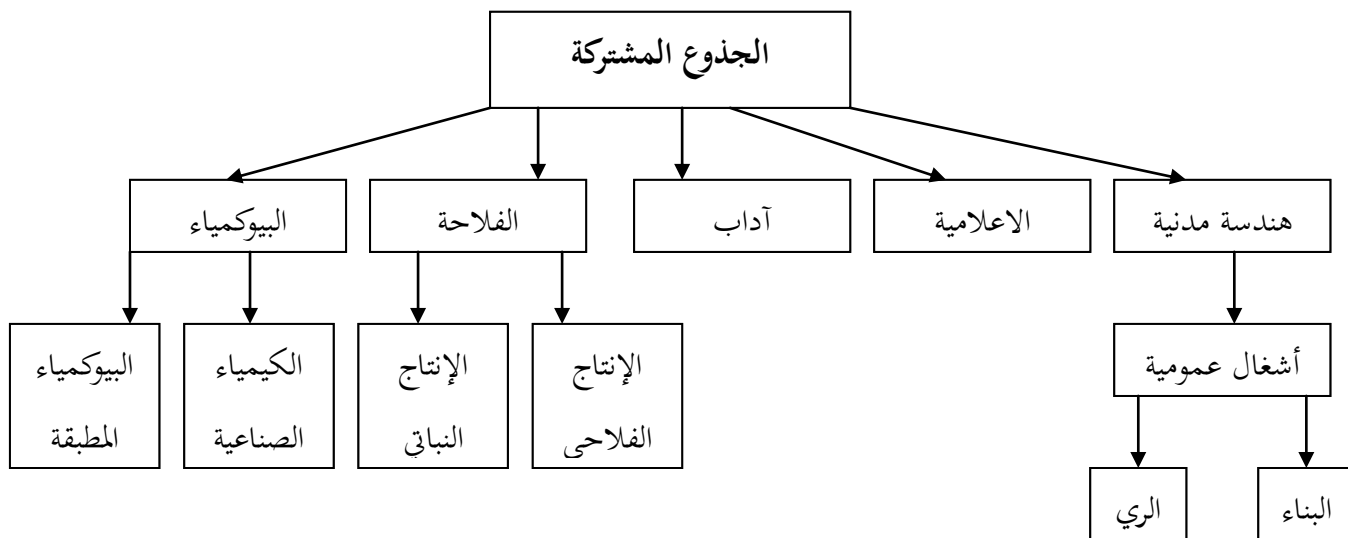 الجذوع المشتركة
هندسة مدنية
الاعلامية
آداب
الفلاحة
البيوكمياء
أشغال عمومية
الإنتاج
الفلاحي
الإنتاج
النباتي
الكيمياء
الصناعية
البيوكمياء
المطبقة
البناء
الري